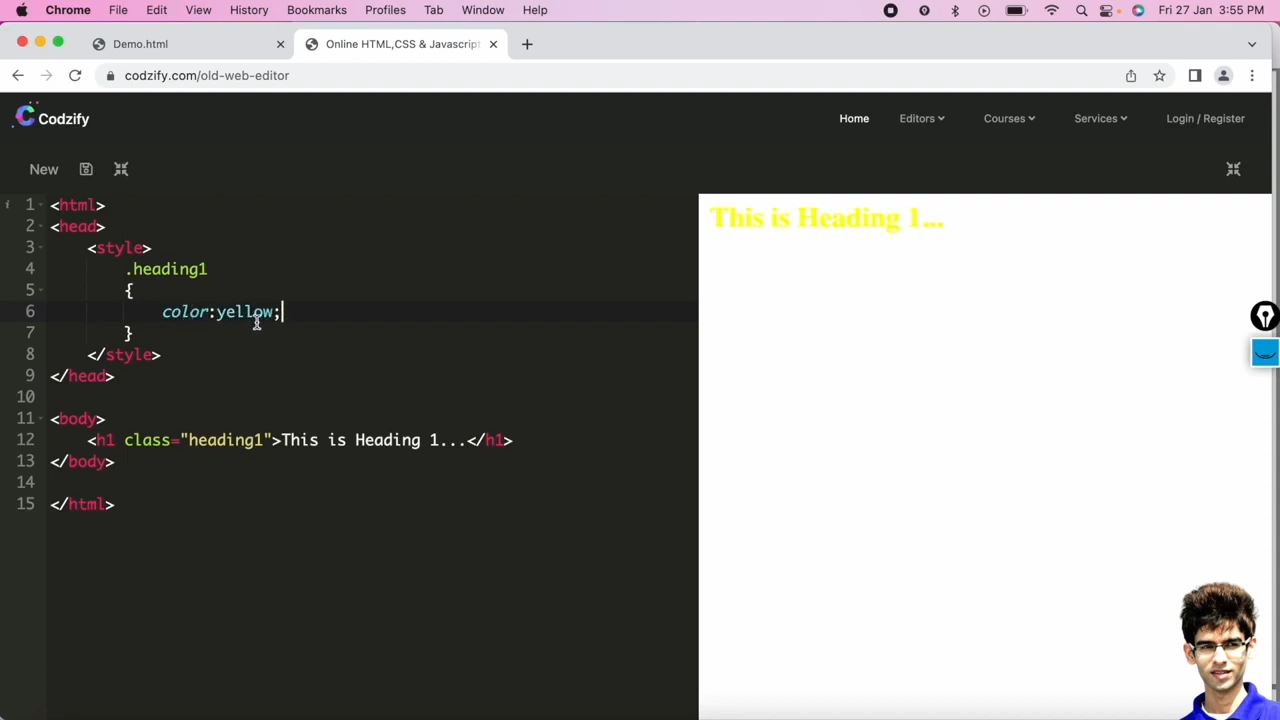 Chrome File Edit View History Bookmarks Profiles Tab Window Help Fri 27 Jan 3:55 PM
Demo.html Online HTML,CSS & Javascript
codzify.com/old-web-editor
Codzify Home Editors Courses Services Login / Register
New
1 <html>
2 <head>
3 <style>
4 .heading1
5 {
6 color:yellow;
7 }
8 </style>
9 </head>
10
11 <body>
12 <h1 class="heading1">This is Heading 1...</h1>
13 </body>
14
15 </html>
This is Heading 1...